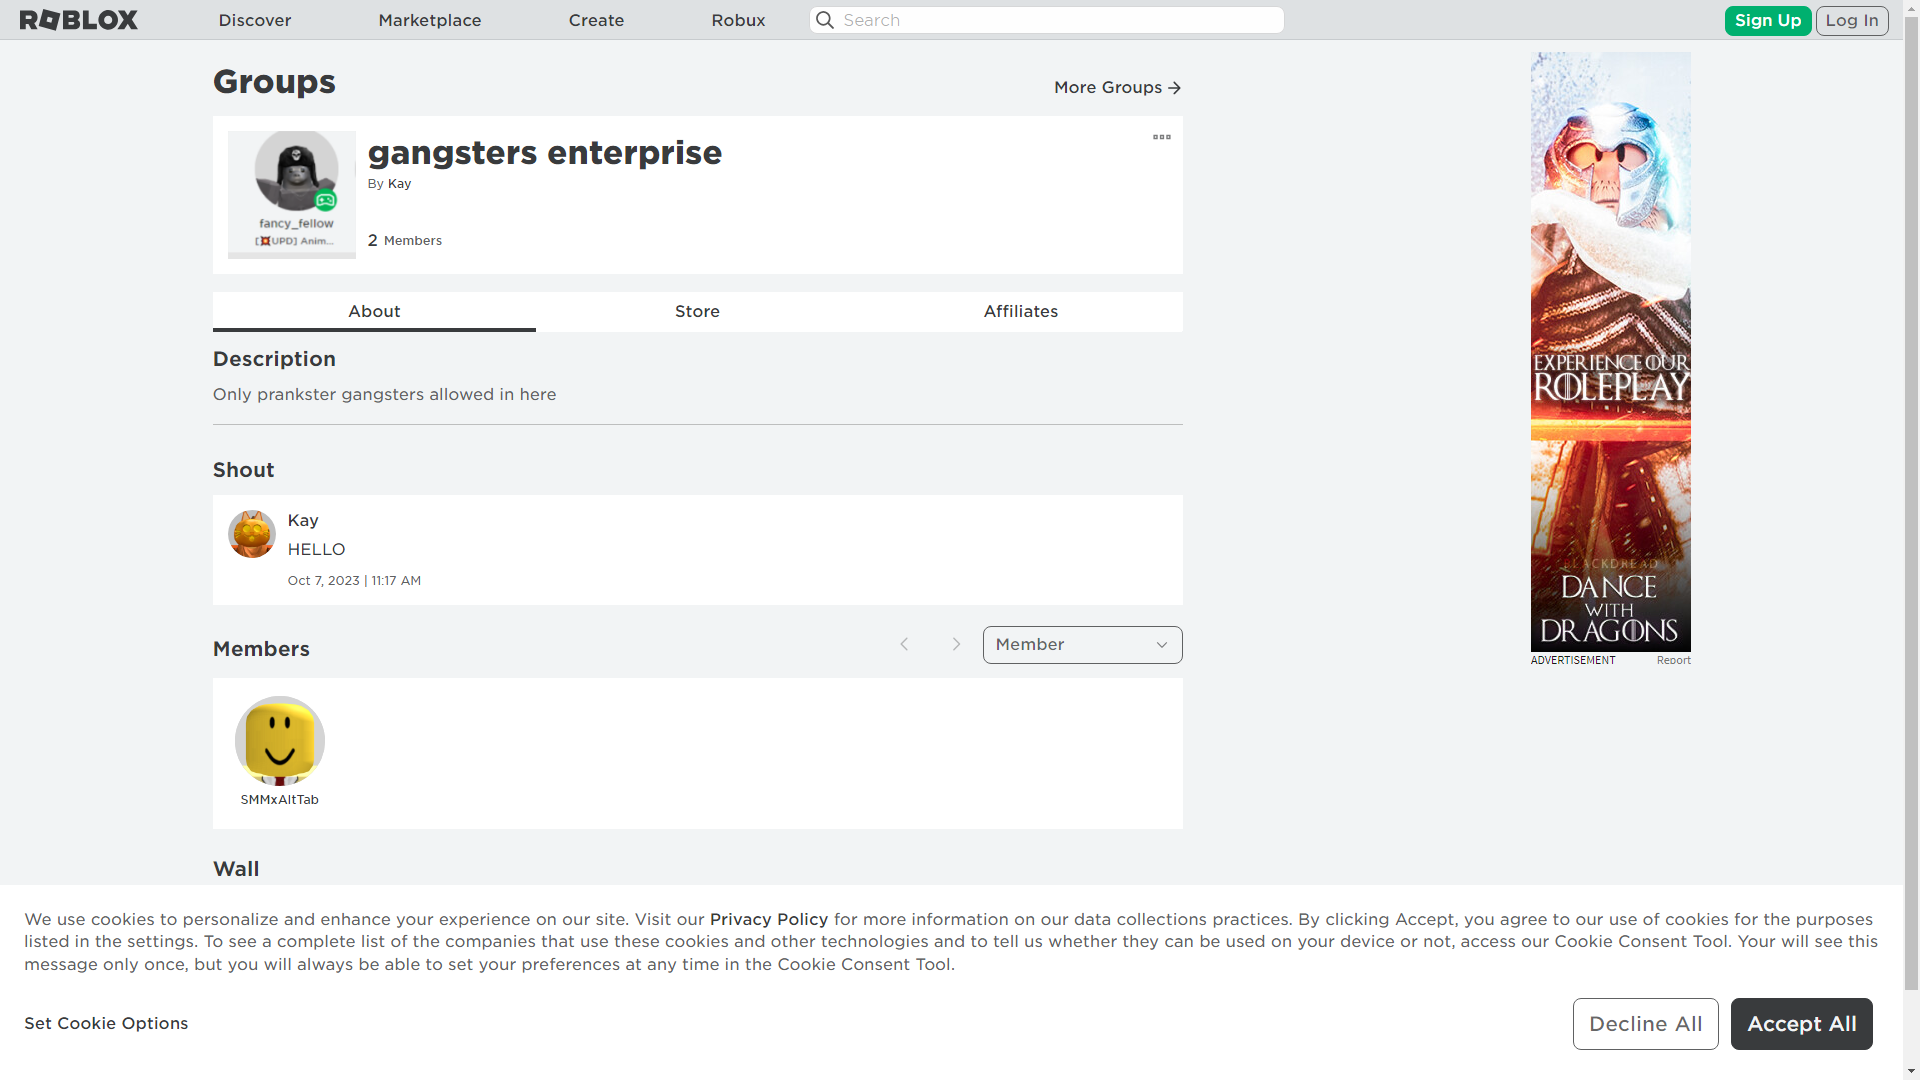 ROBLOX
Discover
Marketplace
Create
Robux
Search
Sign Up
Log In
Groups
More Groups
gangsters enterprise
By Kay
2 Members
fancy_fellow
[💥UPD] Anim...
About
Store
Affiliates
Description
Only prankster gangsters allowed in here
Shout
Kay
HELLO
Oct 7, 2023 | 11:17 AM
Members
Member
SMMxAltTab
Wall
EXPERIENCE OUR
ROLEPLAY
BLACKDREAD
DANCE
WITH
DRAGONS
ADVERTISEMENT
Report
We use cookies to personalize and enhance your experience on our site. Visit our Privacy Policy for more information on our data collections practices. By clicking Accept, you agree to our use of cookies for the purposes
listed in the settings. To see a complete list of the companies that use these cookies and other technologies and to tell us whether they can be used on your device or not, access our Cookie Consent Tool. Your will see this
message only once, but you will always be able to set your preferences at any time in the Cookie Consent Tool.
Set Cookie Options
Decline All
Accept All